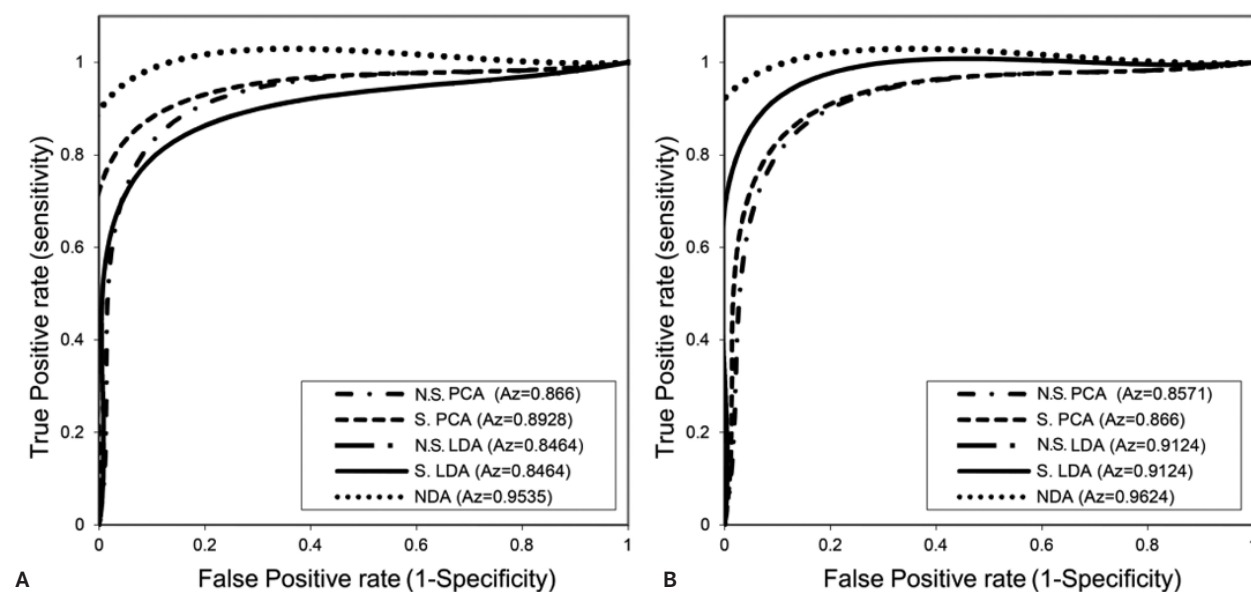 True Positive rate (sensitivity)
1
0.8
0.6
0.4
0.2
0
N.S. PCA (Az=0.866)
S. PCA (Az=0.8928)
N.S. LDA (Az=0.8464)
S. LDA (Az=0.8464)
NDA (Az=0.9535)
0 0.2 0.4 0.6 0.8 1
False Positive rate (1-Specificity)
A
True Positive rate (sensitivity)
1
0.8
0.6
0.4
0.2
0
N.S. PCA (Az=0.8571)
S. PCA (Az=0.866)
N.S. LDA (Az=0.9124)
S. LDA (Az=0.9124)
NDA (Az=0.9624)
0 0.2 0.4 0.6 0.8 1
False Positive rate (1-Specificity)
B